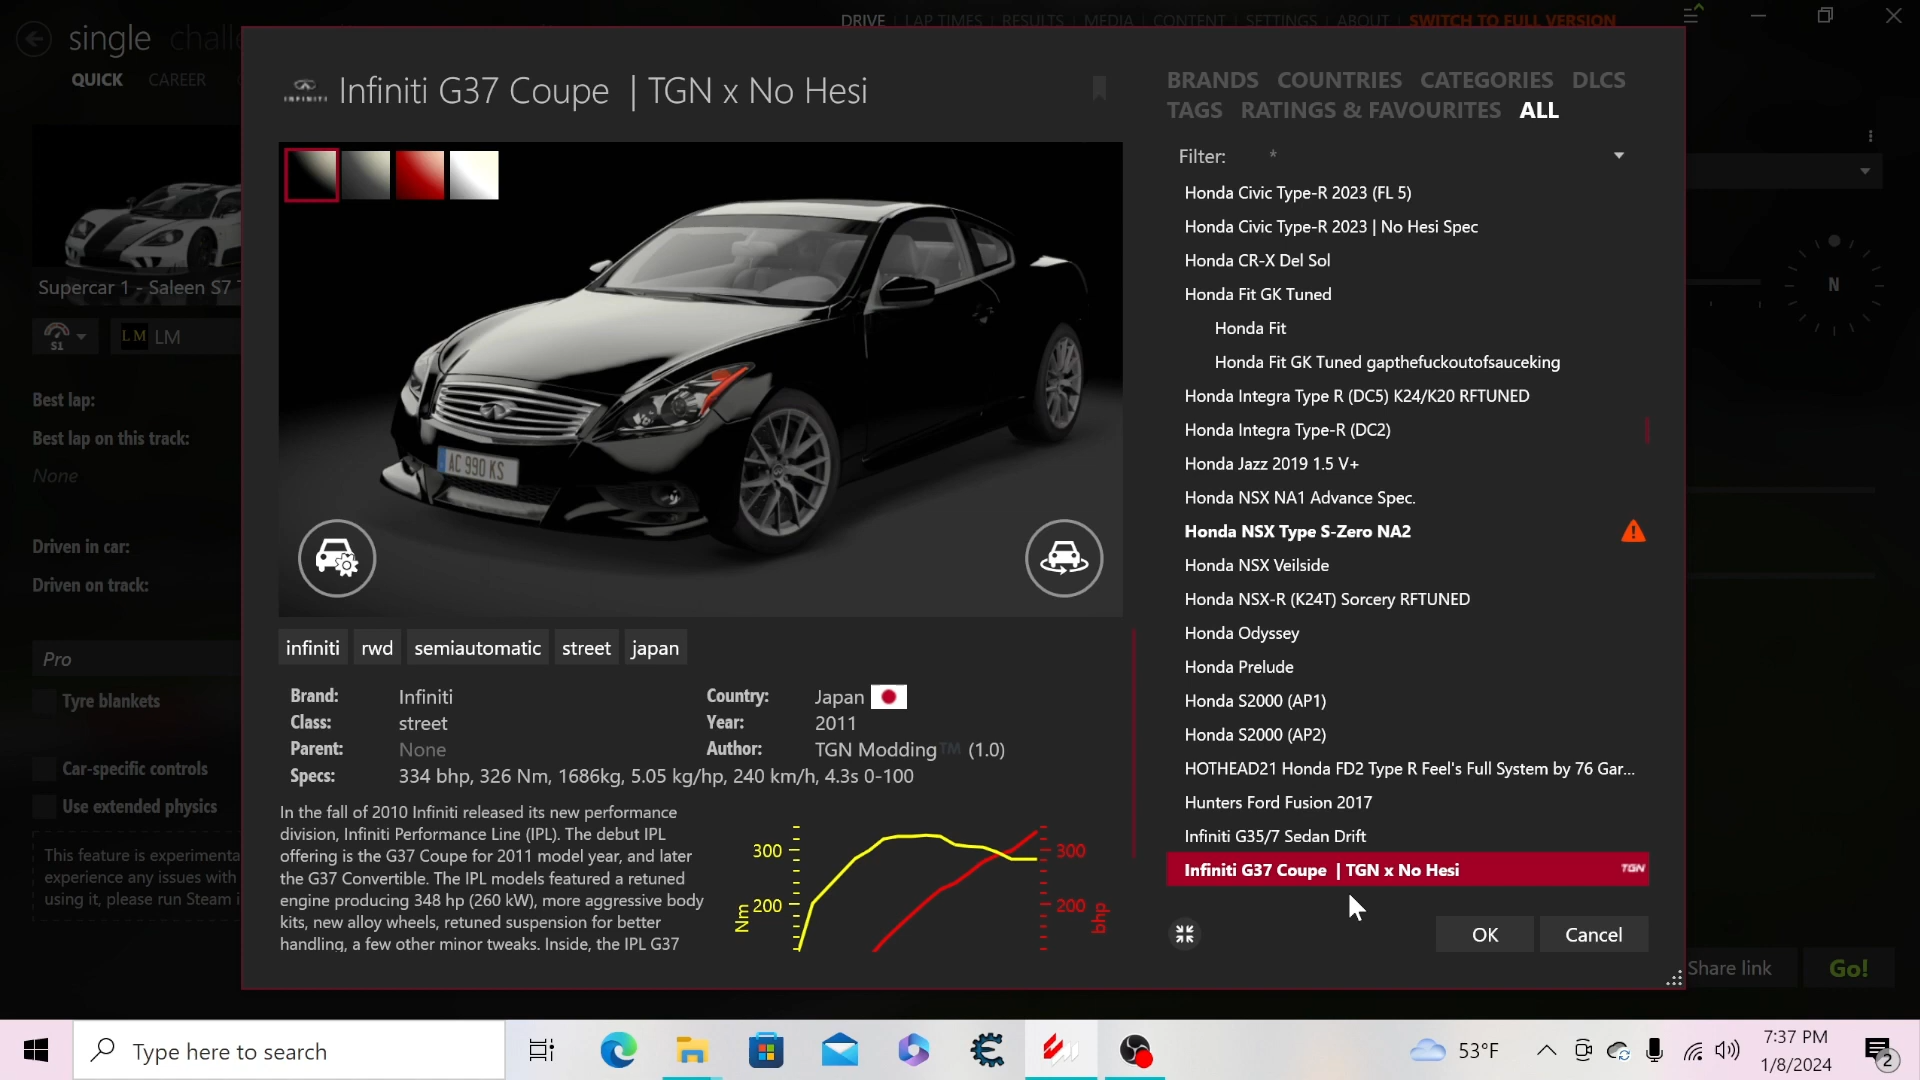 single challe
DRIVE | LAP TIMES | RESULTS | MEDIA | CONTENT | SETTINGS | ABOUT | SWITCH TO FULL VERSION
QUICK CAREER
INFINITI
Infiniti G37 Coupe | TGN x No Hesi
BRANDS COUNTRIES CATEGORIES DLCS
TAGS RATINGS & FAVOURITES ALL
Filter: *
Honda Civic Type-R 2023 (FL 5)
Honda Civic Type-R 2023 | No Hesi Spec
Honda CR-X Del Sol
Honda Fit GK Tuned
Honda Fit
Honda Fit GK Tuned gapthefuckoutofsauceking
Honda Integra Type R (DC5) K24/K20 RFTUNED
Honda Integra Type-R (DC2)
Honda Jazz 2019 1.5 V+
Honda NSX NA1 Advance Spec.
Honda NSX Type S-Zero NA2
Honda NSX Veilside
Honda NSX-R (K24T) Sorcery RFTUNED
Honda Odyssey
Honda Prelude
Honda S2000 (AP1)
Honda S2000 (AP2)
HOTHEAD21 Honda FD2 Type R Feel's Full System by 76 Gar...
Hunters Ford Fusion 2017
Infiniti G35/7 Sedan Drift
Infiniti G37 Coupe | TGN x No Hesi TGN
OK Cancel
AC 990 KS
infiniti rwd semiautomatic street japan
Brand: Infiniti
Class: street
Parent: None
Specs: 334 bhp, 326 Nm, 1686kg, 5.05 kg/hp, 240 km/h, 4.3s 0-100
Country: Japan
Year: 2011
Author: TGN Modding™ (1.0)
In the fall of 2010 Infiniti released its new performance
division, Infiniti Performance Line (IPL). The debut IPL
offering is the G37 Coupe for 2011 model year, and later
the G37 Convertible. The IPL models featured a retuned
engine producing 348 hp (260 kW), more aggressive body
kits, new alloy wheels, retuned suspension for better
handling, a few other minor tweaks. Inside, the IPL G37
300
200
Nm
300
200
bhp
Supercar 1 - Saleen S7 T
S1
LM LM
Best lap:
Best lap on this track:
None
Driven in car:
Driven on track:
Pro
Tyre blankets
Car-specific controls
Use extended physics
This feature is experimenta
experience any issues with
using it, please run Steam i
N
Share link Go!
Type here to search
53°F
7:37 PM
1/8/2024
2